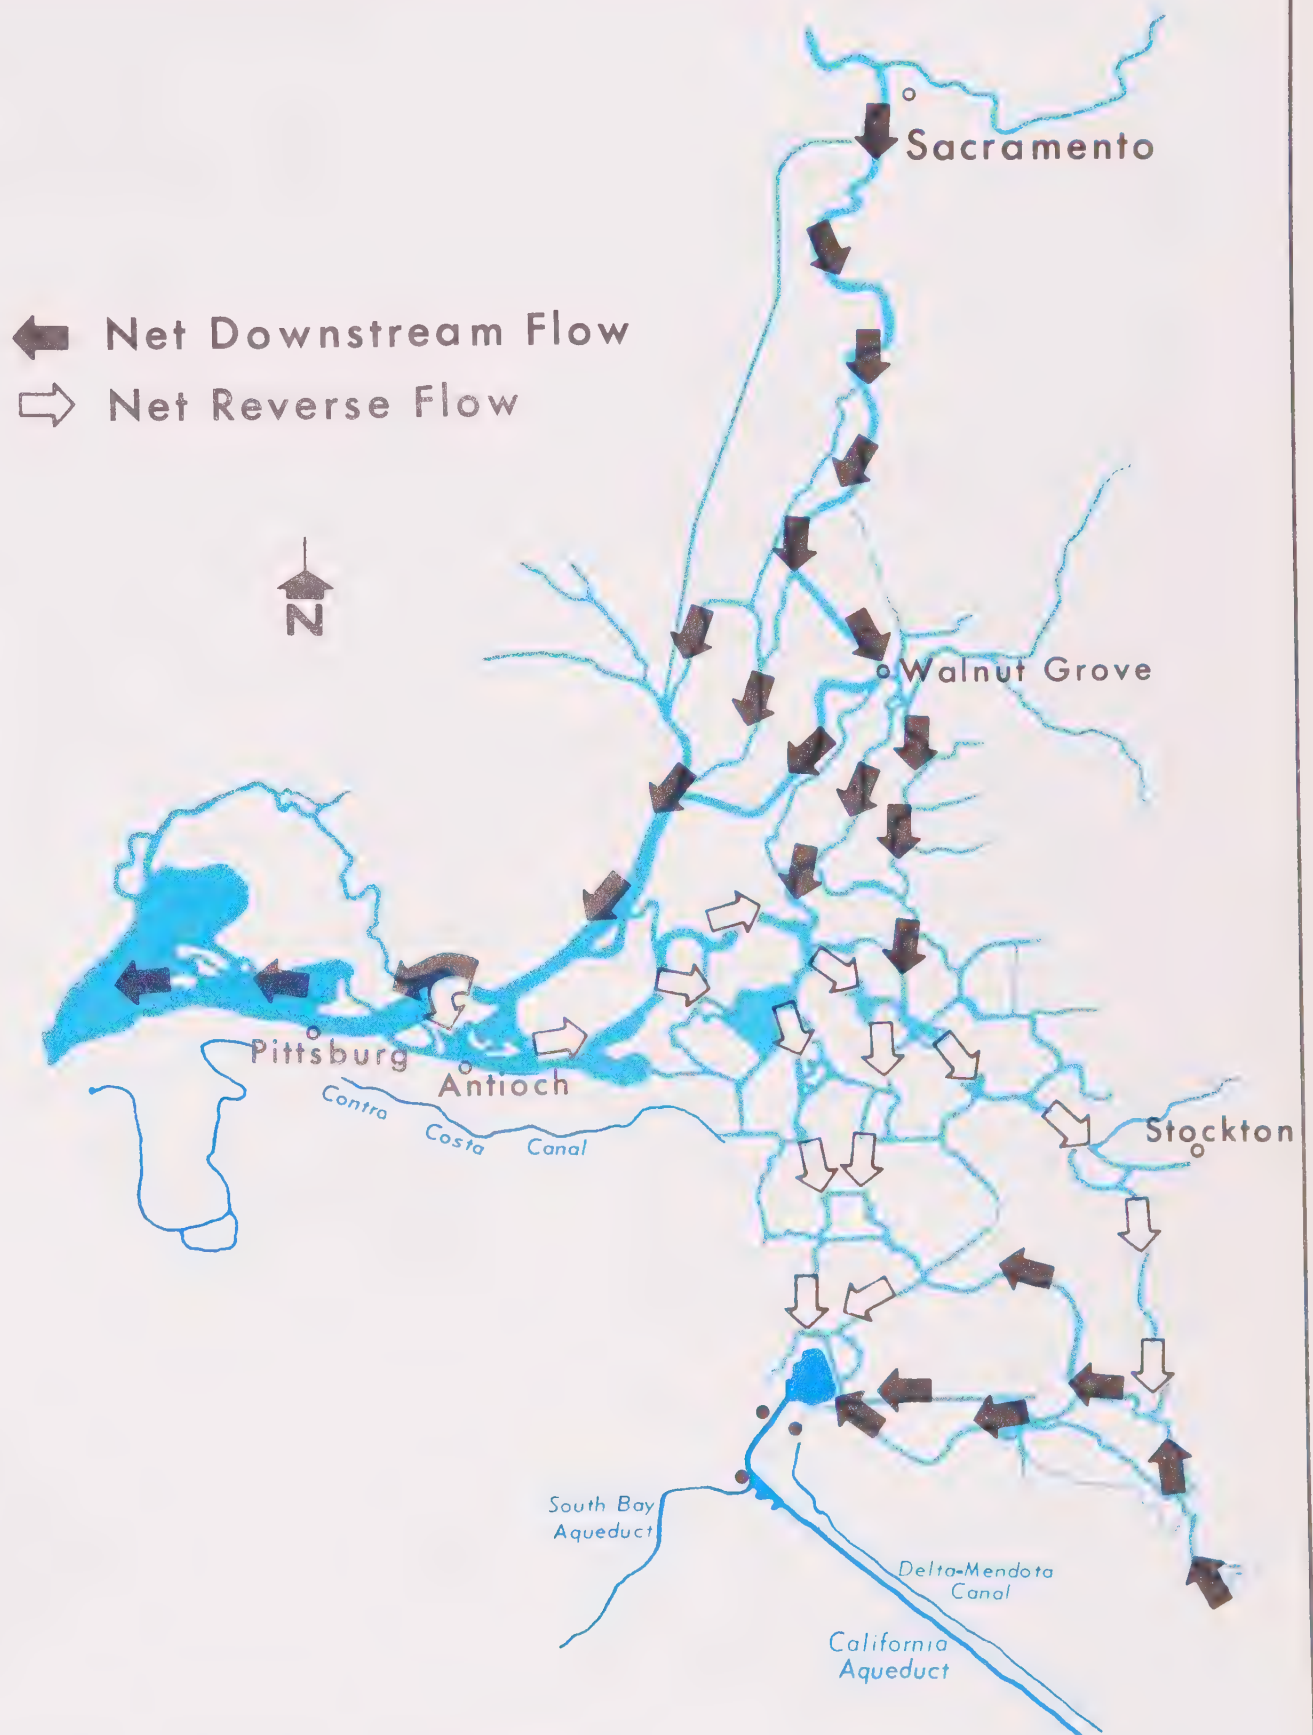 Sacramento
Net Downstream Flow
Net Reverse Flow
N
Walnut Grove
Pittsburg
Antioch
Contra
Costa
Canal
Stockton
South Bay
Aqueduct
Delta-Mendota
Canal
California
Aqueduct